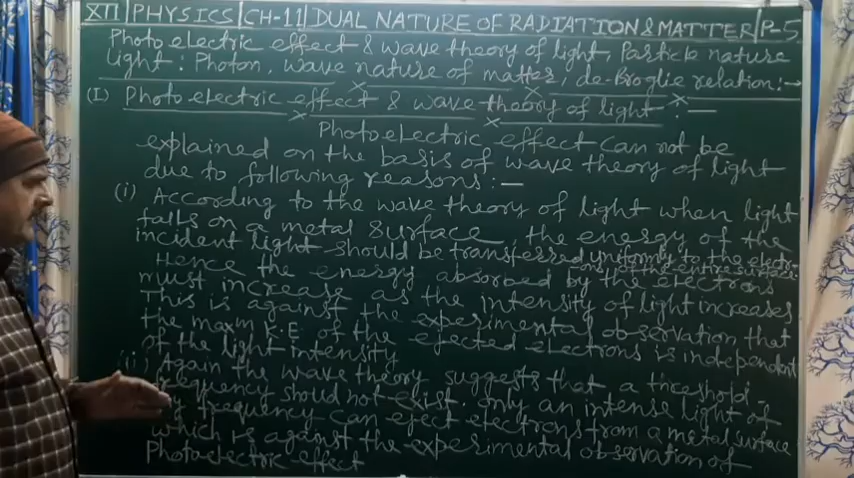 XII | PHYSICS | CH-11 | DUAL NATURE OF RADIATION & MATTER | P-5
Photoelectric effect & wave theory of light, Particle nature
light : Photon, wave nature of matter, de-Broglie relation :→
(I) Photoelectric effect & wave theory of light :—
Photoelectric effect can not be
explained on the basis of wave theory of light
due to following reasons :—
(i) According to the wave theory of light when light
falls on a metal surface, the energy of the
incident light should be transferred uniformly to the electr-
ons of the entire surface.
Hence the energy absorbed by the electrons
must increase as the intensity of light increases
This is against the experimental observation that
the maxm K.E of the ejected electrons is independent
of the light intensity
Again the wave theory suggests that a threshold-
frequency shoud not exist. only an intense light of
frequency can eject electrons from a metal surface
which is against the experimental observation of
Photoelectric effect